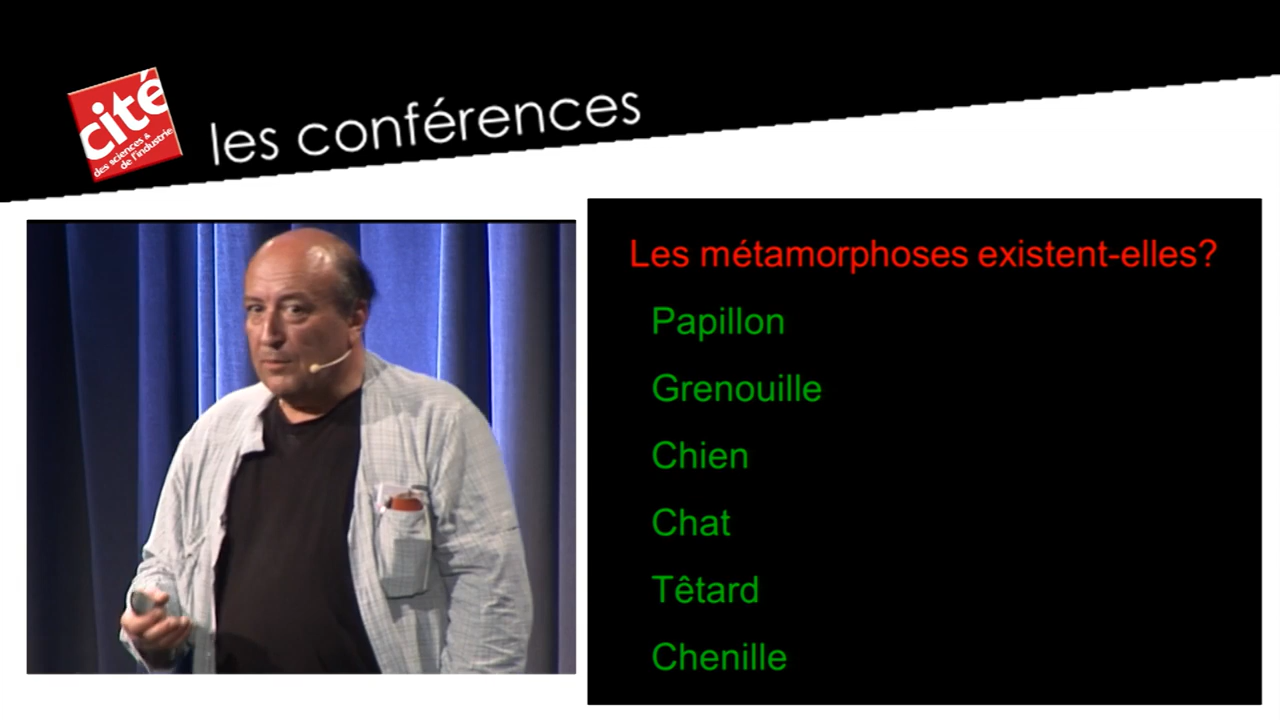 cité
des sciences &
de l'industrie
les conférences
Les métamorphoses existent-elles?
Papillon
Grenouille
Chien
Chat
Têtard
Chenille